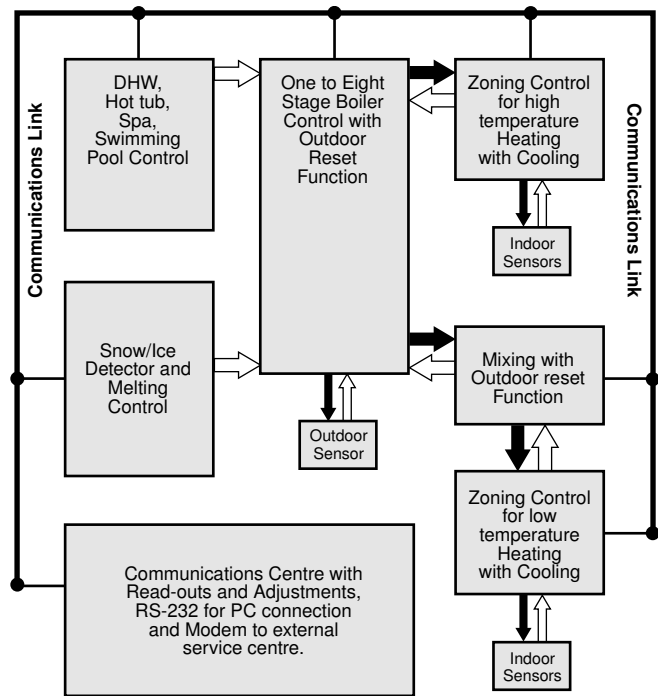 DHW,
Hot tub,
Spa,
Swimming
Pool Control
One to Eight
Stage Boiler
Control with
Outdoor
Reset
Function
Zoning Control
for high
temperature
Heating
with Cooling
Communications Link
Communications Link
Indoor
Sensors
Snow/Ice
Detector and
Melting
Control
Mixing with
Outdoor reset
Function
Outdoor
Sensor
Zoning Control
for low
temperature
Heating
with Cooling
Communications Centre with
Read-outs and Adjustments,
RS-232 for PC connection
and Modem to external
service centre.
Indoor
Sensors